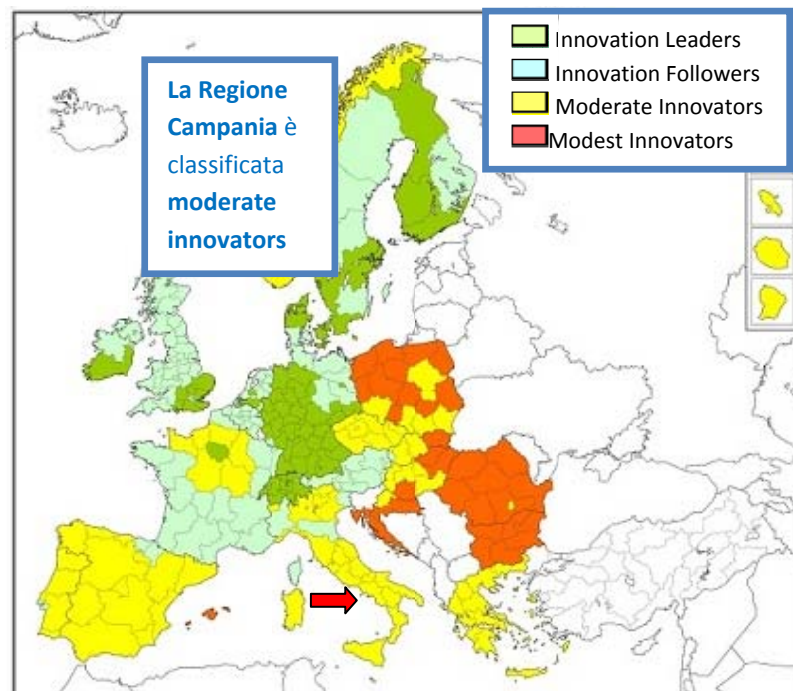 La Regione
Campania è
classificata
moderate
innovators
Innovation Leaders
Innovation Followers
Moderate Innovators
Modest Innovators